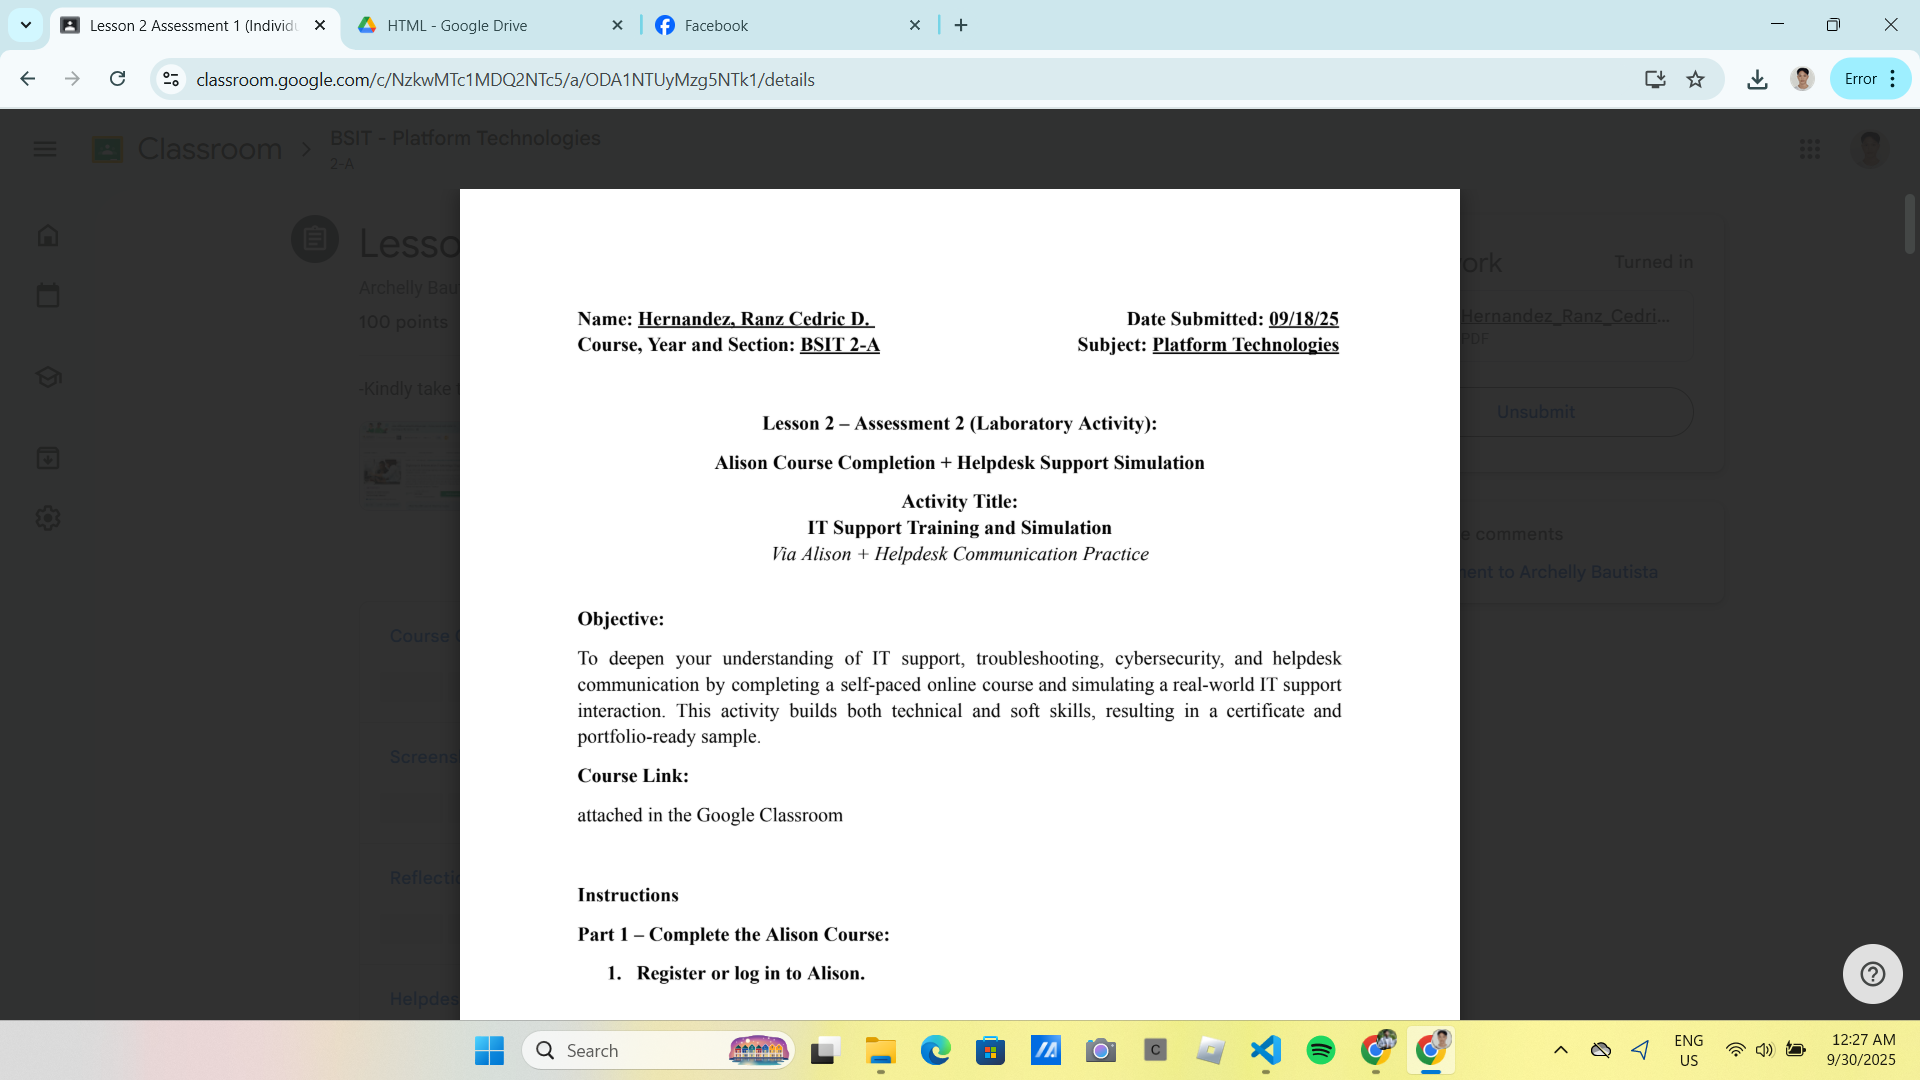 Lesson 2 Assessment 1 (Individu
HTML - Google Drive
Facebook
classroom.google.com/c/NzkwMTc1MDQ2NTc5/a/ODA1NTUyMzg5NTk1/details
Error
Classroom
BSIT - Platform Technologies
2-A
Lesso
Archelly Bau
100 points
-Kindly take
Course
Screens
Reflecti
Helpdes
ork
Turned in
Hernandez_Ranz_Cedri...
PDF
Unsubmit
e comments
ment to Archelly Bautista
Name: Hernandez, Ranz Cedric D.
Date Submitted: 09/18/25
Course, Year and Section: BSIT 2-A
Subject: Platform Technologies
Lesson 2 – Assessment 2 (Laboratory Activity):
Alison Course Completion + Helpdesk Support Simulation
Activity Title:
IT Support Training and Simulation
Via Alison + Helpdesk Communication Practice
Objective:
To deepen your understanding of IT support, troubleshooting, cybersecurity, and helpdesk
communication by completing a self-paced online course and simulating a real-world IT support
interaction. This activity builds both technical and soft skills, resulting in a certificate and
portfolio-ready sample.
Course Link:
attached in the Google Classroom
Instructions
Part 1 – Complete the Alison Course:
1. Register or log in to Alison.
Search
ENG
US
12:27 AM
9/30/2025